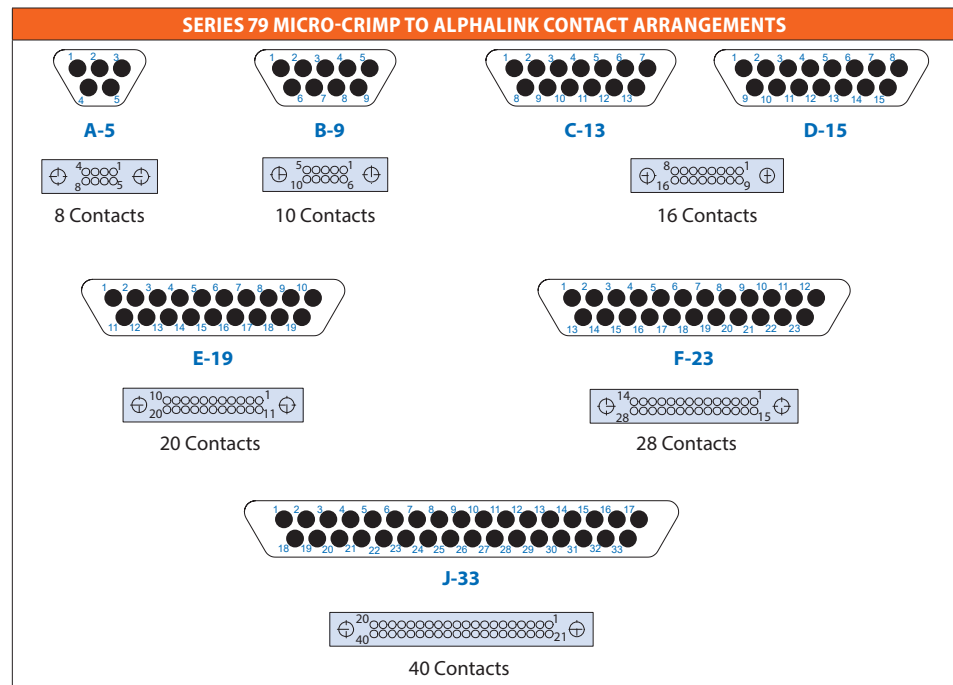 SERIES 79 MICRO-CRIMP TO ALPHALINK CONTACT ARRANGEMENTS
1 2 3
4 5
A-5
1 2 3 4 5
6 7 8 9
B-9
1 2 3 4 5 6 7
8 9 10 11 12 13
C-13
1 2 3 4 5 6 7 8
9 10 11 12 13 14 15
D-15
4 1
8 5
8 Contacts
5 1
10 6
10 Contacts
8 1
16 9
16 Contacts
1 2 3 4 5 6 7 8 9 10
11 12 13 14 15 16 17 18 19
E-19
1 2 3 4 5 6 7 8 9 10 11 12
13 14 15 16 17 18 19 20 21 22 23
F-23
10 1
20 11
20 Contacts
14 1
28 15
28 Contacts
1 2 3 4 5 6 7 8 9 10 11 12 13 14 15 16 17
18 19 20 21 22 23 24 25 26 27 28 29 30 31 32 33
J-33
20 1
40 21
40 Contacts